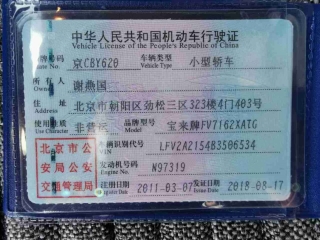 中华人民共和国机动车行驶证
Vehicle License of the People's Republic of China
号牌号码 京CBY620 车辆类型 小型轿车
Plate No. Vehicle Type
所有人 谢燕国
Owner
住址 北京市朝阳区劲松三区323楼4门403号
Address
使用性质 非营运 品牌型号 宝来牌FV7162XATG
Use Character Model
北京市公安局公安交通管理局
车辆识别代号 LFV2A2154B3506534
VIN
发动机号码 N97319
Engine No.
注册日期 2011-03-07 发证日期 2018-08-17
Register Date Issue Date